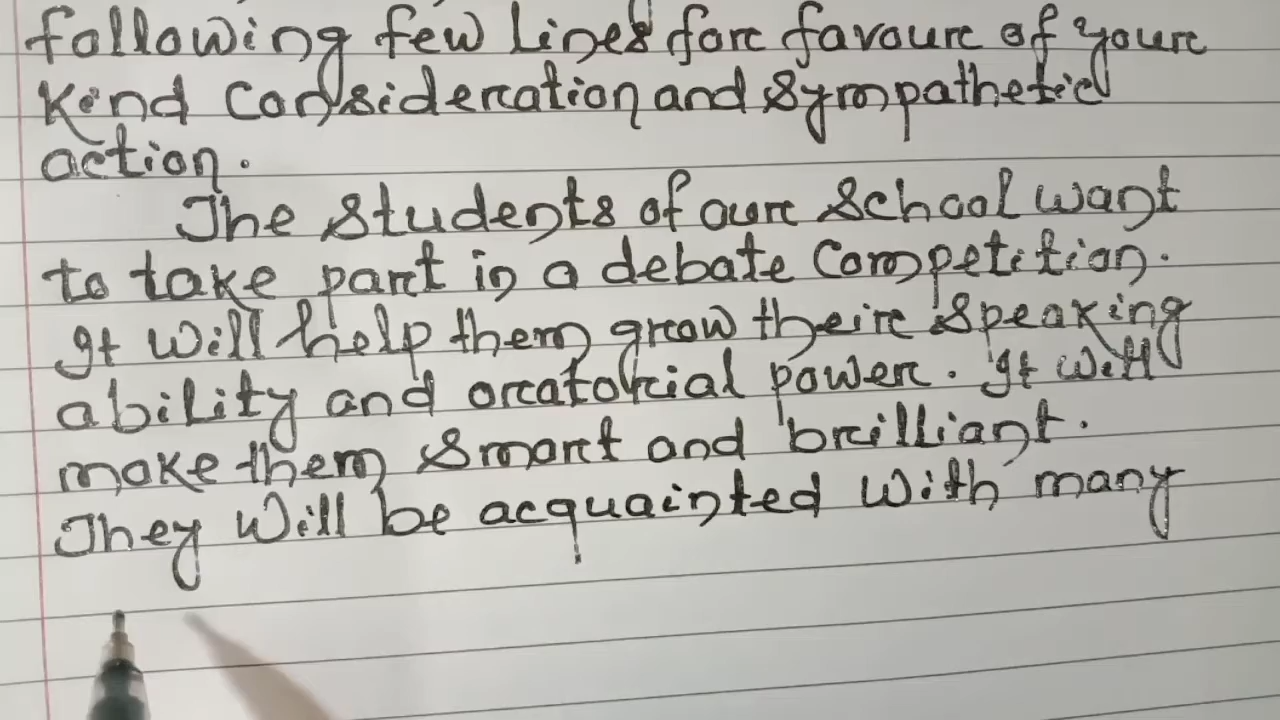 following few lines for favour of your
kind consideration and sympathetic
action.
The students of our school want
to take part in a debate competition.
It will help them grow their speaking
ability and oratorical power. It will
make them smart and brilliant.
They will be acquainted with many